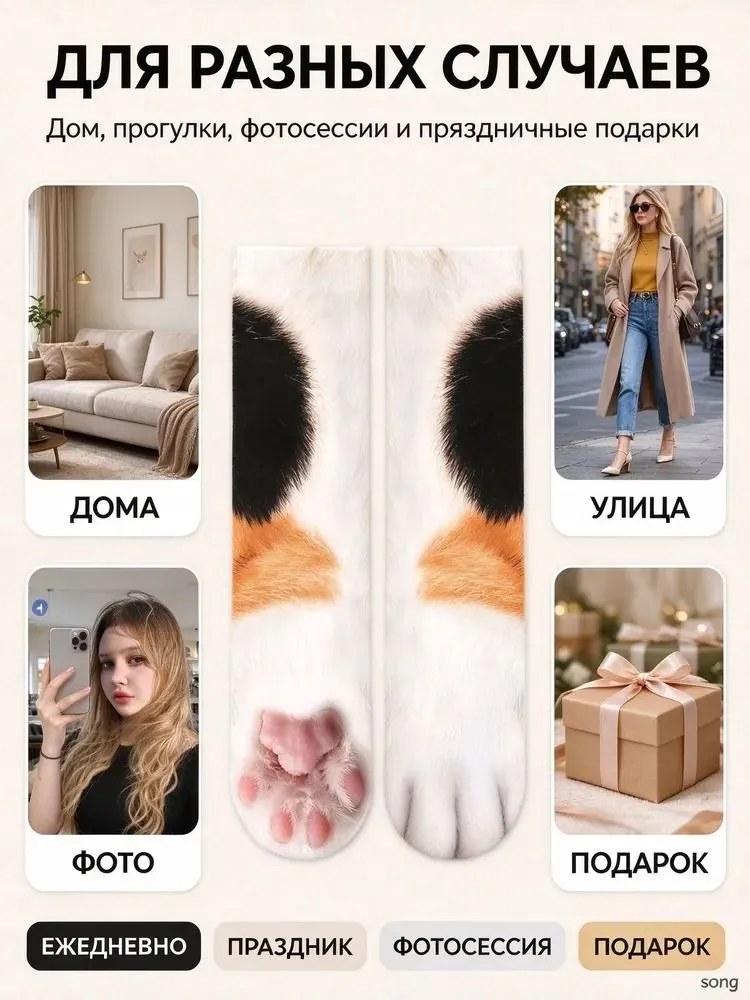 ДЛЯ РАЗНЫХ СЛУЧАЕВ
Дом, прогулки, фотосессии и пряздничные подарки
ДОМА
УЛИЦА
ФОТО
ПОДАРОК
ЕЖЕДНЕВНО
ПРАЗДНИК
ФОТОСЕССИЯ
ПОДАРОК
song